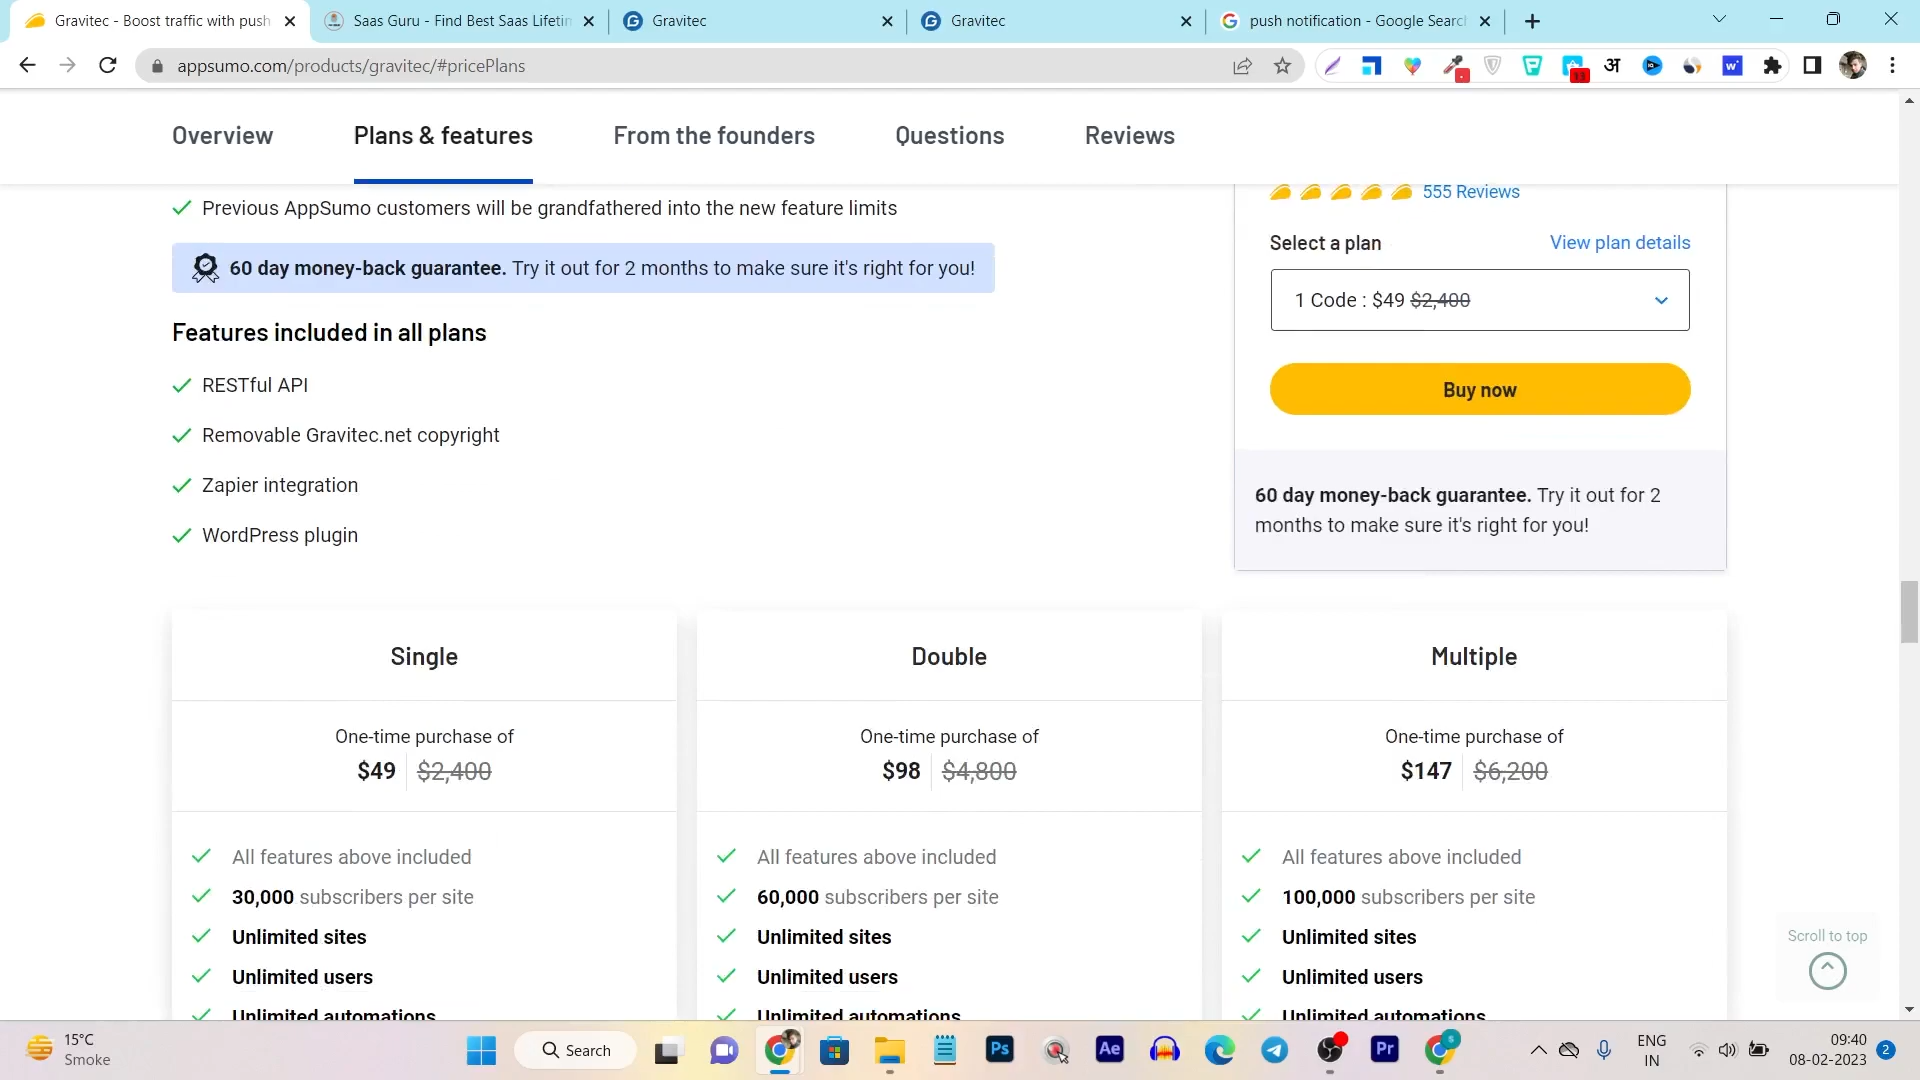 Gravitec - Boost traffic with push
Saas Guru - Find Best Saas Lifetin
Gravitec
Gravitec
push notification - Google Searc
appsumo.com/products/gravitec/#pricePlans
Overview
Plans & features
From the founders
Questions
Reviews
Previous AppSumo customers will be grandfathered into the new feature limits
60 day money-back guarantee. Try it out for 2 months to make sure it's right for you!
Features included in all plans
RESTful API
Removable Gravitec.net copyright
Zapier integration
WordPress plugin
555 Reviews
Select a plan
View plan details
1 Code : $49 $2,400
Buy now
60 day money-back guarantee. Try it out for 2
months to make sure it's right for you!
Single
One-time purchase of
$49 $2,400
All features above included
30,000 subscribers per site
Unlimited sites
Unlimited users
Unlimited automations
Double
One-time purchase of
$98 $4,800
All features above included
60,000 subscribers per site
Unlimited sites
Unlimited users
Unlimited automations
Multiple
One-time purchase of
$147 $6,200
All features above included
100,000 subscribers per site
Unlimited sites
Unlimited users
Unlimited automations
Scroll to top
15°C
Smoke
Search
Ps
Ae
Pr
ENG
IN
09:40
08-02-2023
2